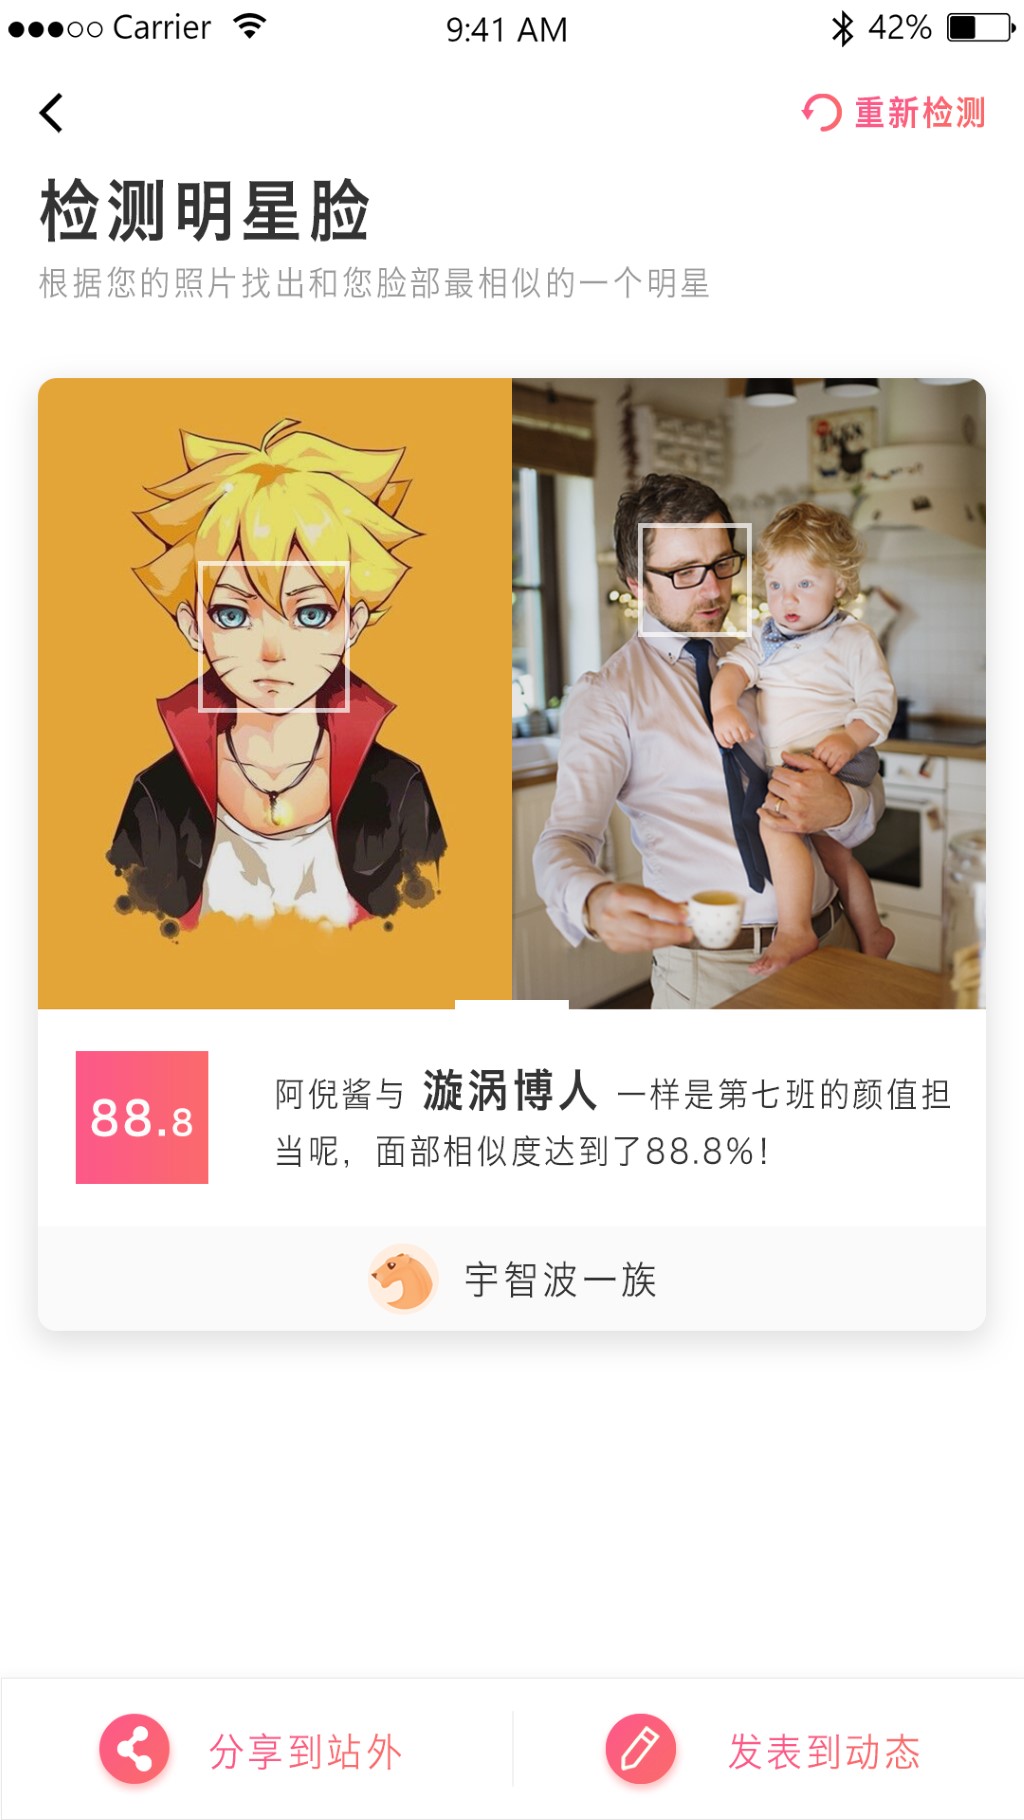 Carrier
9:41 AM
42%
重新检测
检测明星脸
根据您的照片找出和您脸部最相似的一个明星
88.8
阿倪酱与 漩涡博人 一样是第七班的颜值担
当呢，面部相似度达到了88.8%！
宇智波一族
分享到站外
发表到动态